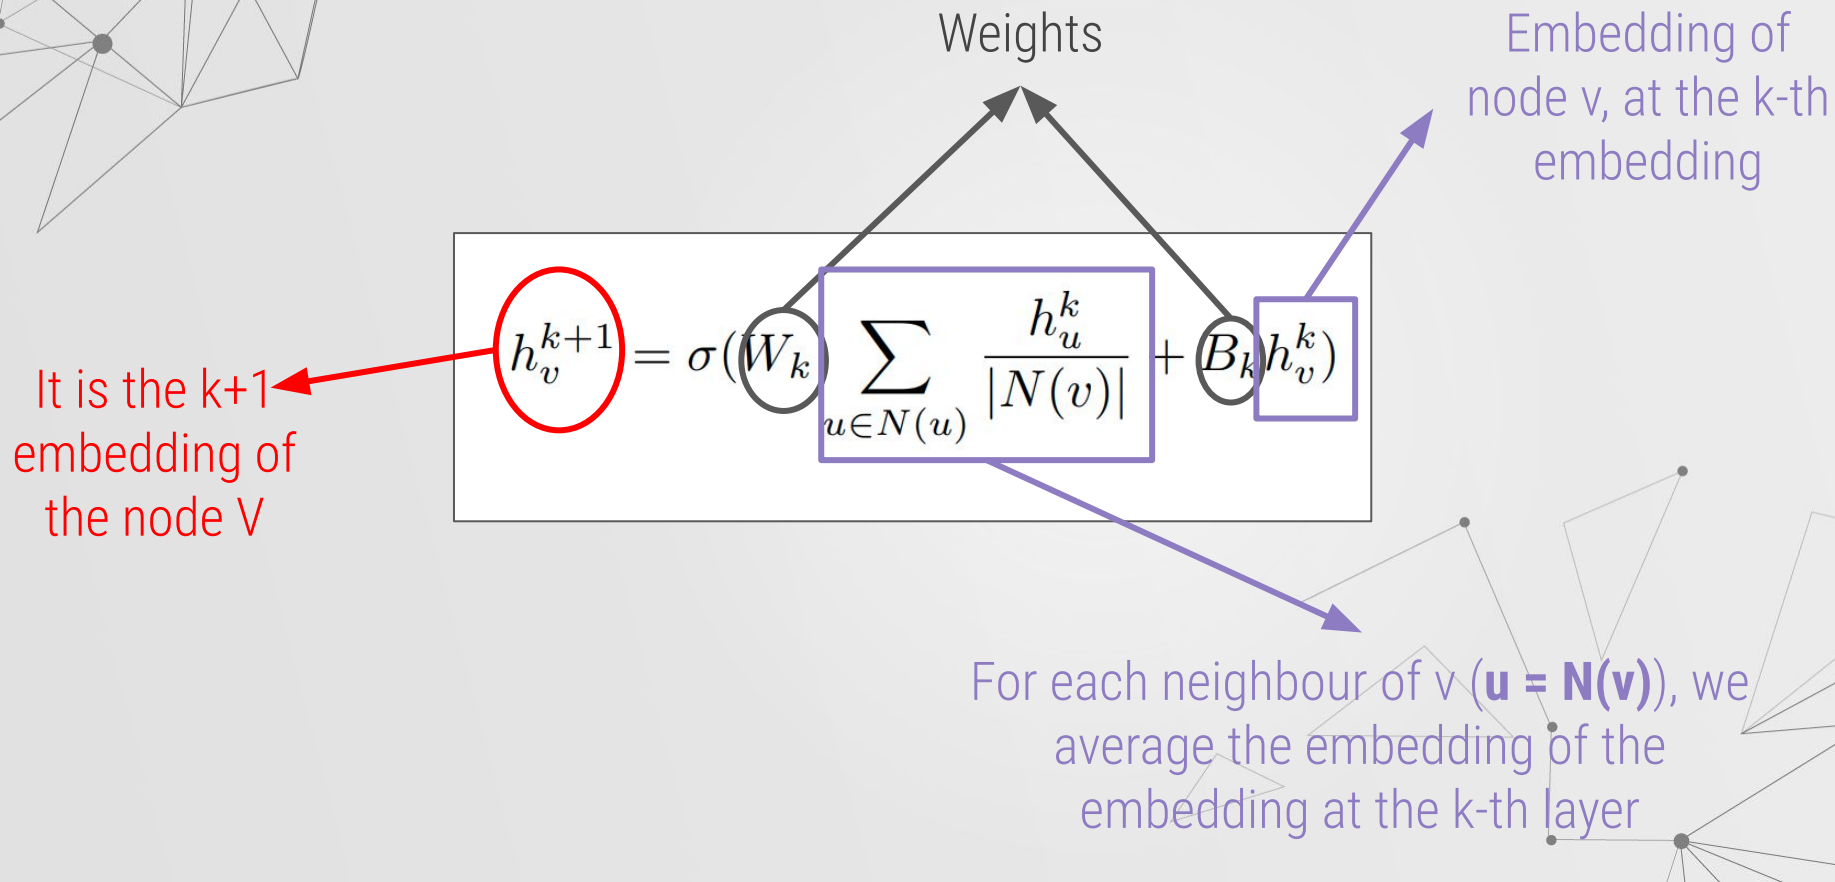 Weights
Embedding of
node v, at the k-th
embedding
h_v^{k+1} = σ(W_k ∑_{u∈N(u)} h_u^k / |N(v)| + B_k h_v^k)
It is the k+1
embedding of
the node V
For each neighbour of v (u = N(v)), we
average the embedding of the
embedding at the k-th layer